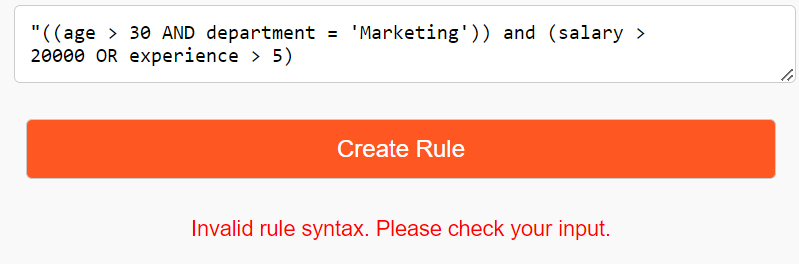 "((age > 30 AND department = 'Marketing')) and (salary >
20000 OR experience > 5)
Create Rule
Invalid rule syntax. Please check your input.